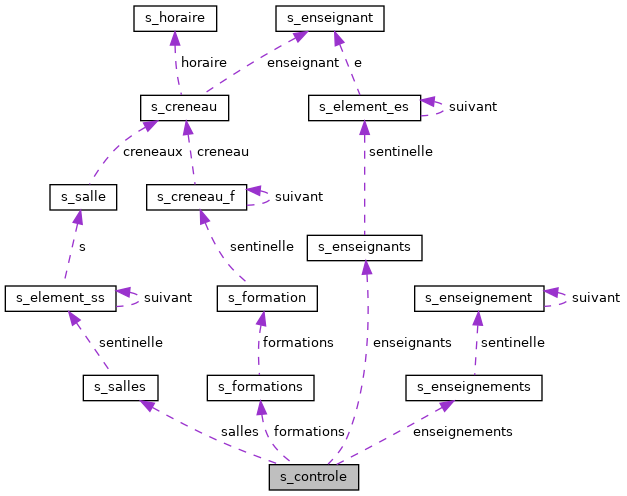 s_horaire s_enseignant
horaire enseignant e
s_creneau s_element_es suivant
creneaux creneau sentinelle
s_salle s_creneau_f suivant
s sentinelle s_enseignants
s_element_ss suivant s_formation s_enseignement suivant
sentinelle formations enseignants sentinelle
s_salles s_formations s_enseignements
salles formations enseignements
s_controle